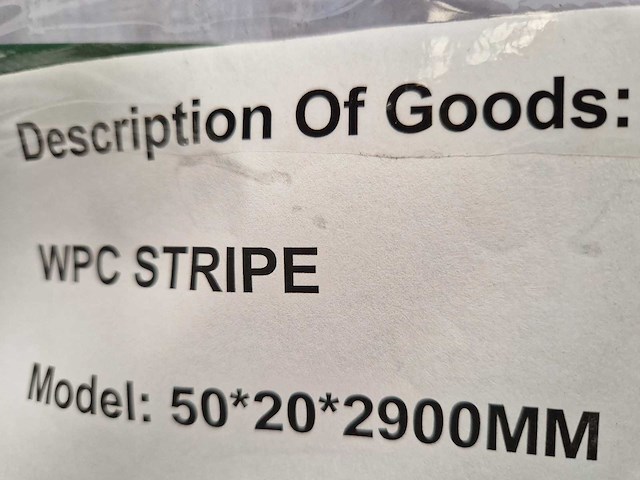 Description Of Goods:
WPC STRIPE
Model: 50*20*2900MM